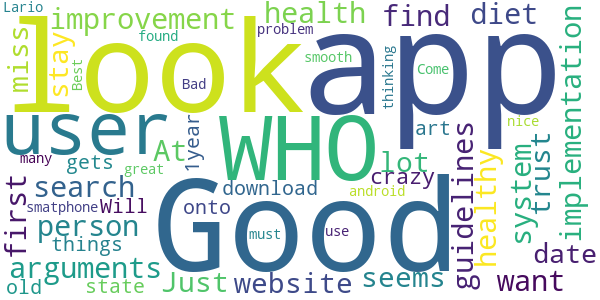 Lario
improvement
health
find
diet
miss
stay
found
problem
look
app
Best
Bad
smooth
Come
thinking
implementation
user
WHO
Good
nice
many
gets
At
1year
lot
art
crazy
guidelines
healthy
system
trust
first
search
download
android
great
smatphone
Will
onto
person
things
must
use
date
arguments
Just
website
seems
want
old
state